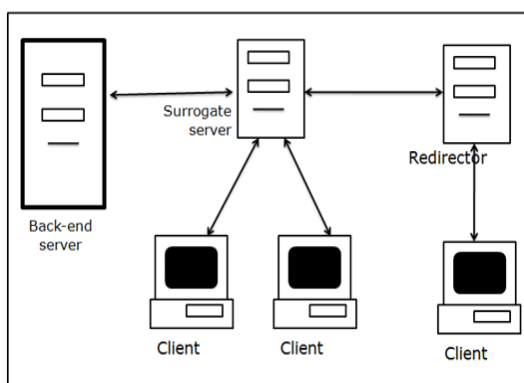 Surrogate
server
Redirector
Back-end
server
Client
Client
Client